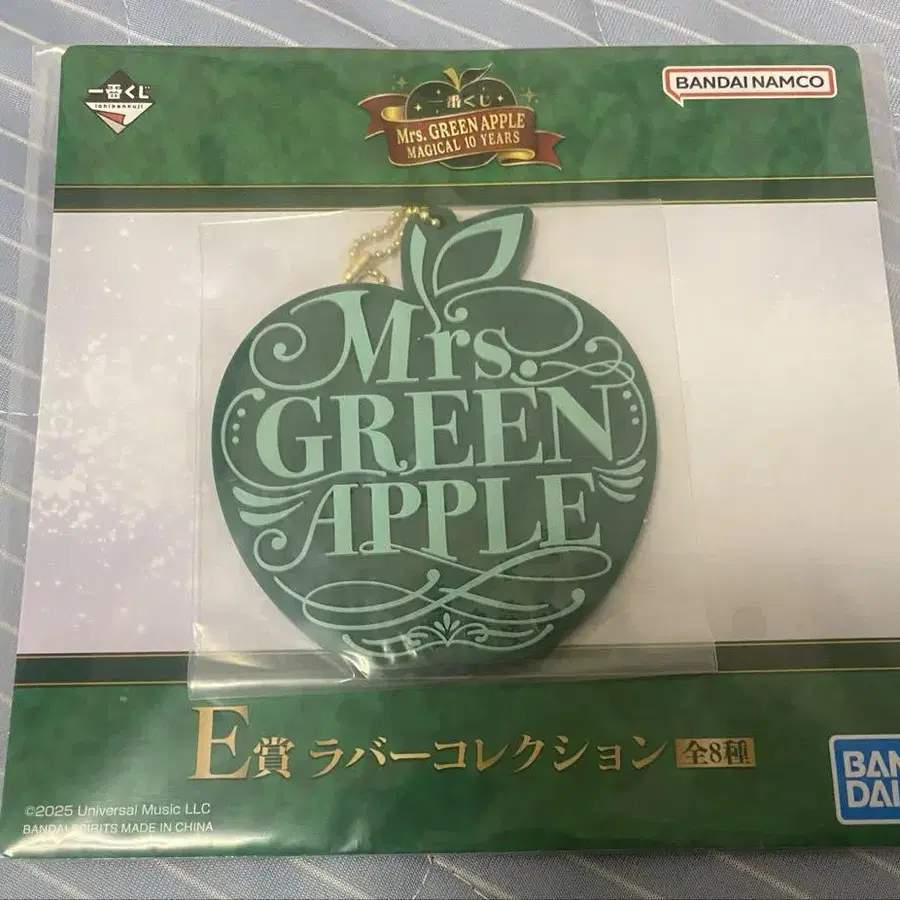 一番くじ
ichibankuji
一番くじ
Mrs. GREEN APPLE
MAGICAL 10 YEARS
BANDAI NAMCO
Mrs.
GREEN
APPLE
E賞 ラバーコレクション 全8種
©2025 Universal Music LLC
BANDAI SPIRITS MADE IN CHINA
BAN
DAI